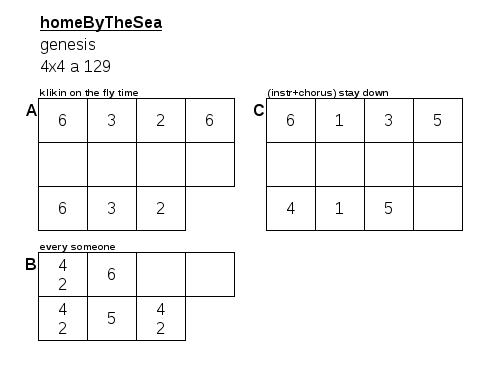 homeByTheSea
genesis
4x4 a 129
klikin on the fly time
A
6 3 2 6
6 3 2
every someone
B
4 6
2
4 5 4
2 2
(instr+chorus) stay down
C
6 1 3 5
4 1 5